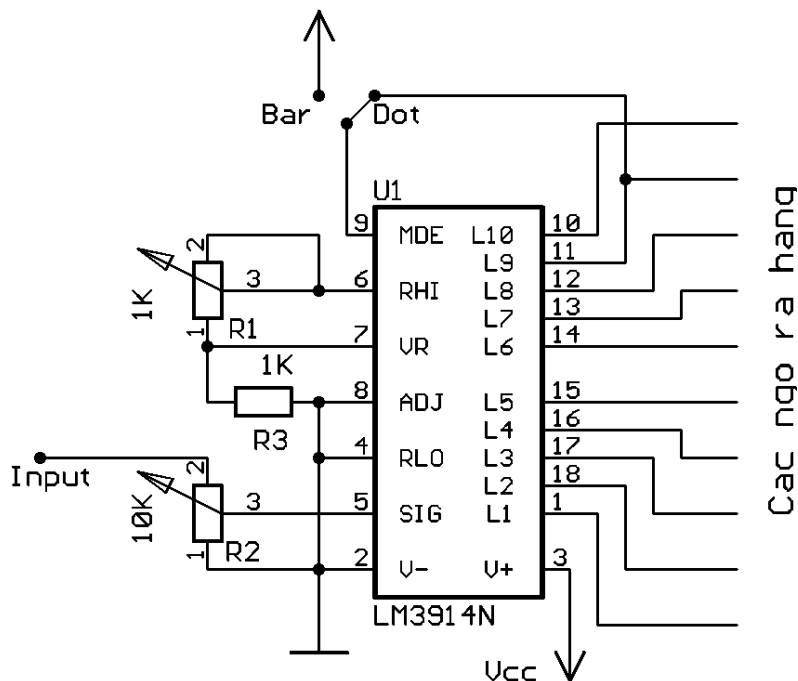 Bar
Dot
U1
9 MDE L10 10
L9 11
2
3 6 RHI L8 12
1K
L7 13
1 R1
7 VR L6 14
1K
8 ADJ L5 15
R3
L4 16
4 RLO L3 17
Input
2
L2 18
10K
3 5 SIG L1 1
1 R2
2 V- V+ 3
LM3914N
Vcc
Cac ngo ra hang